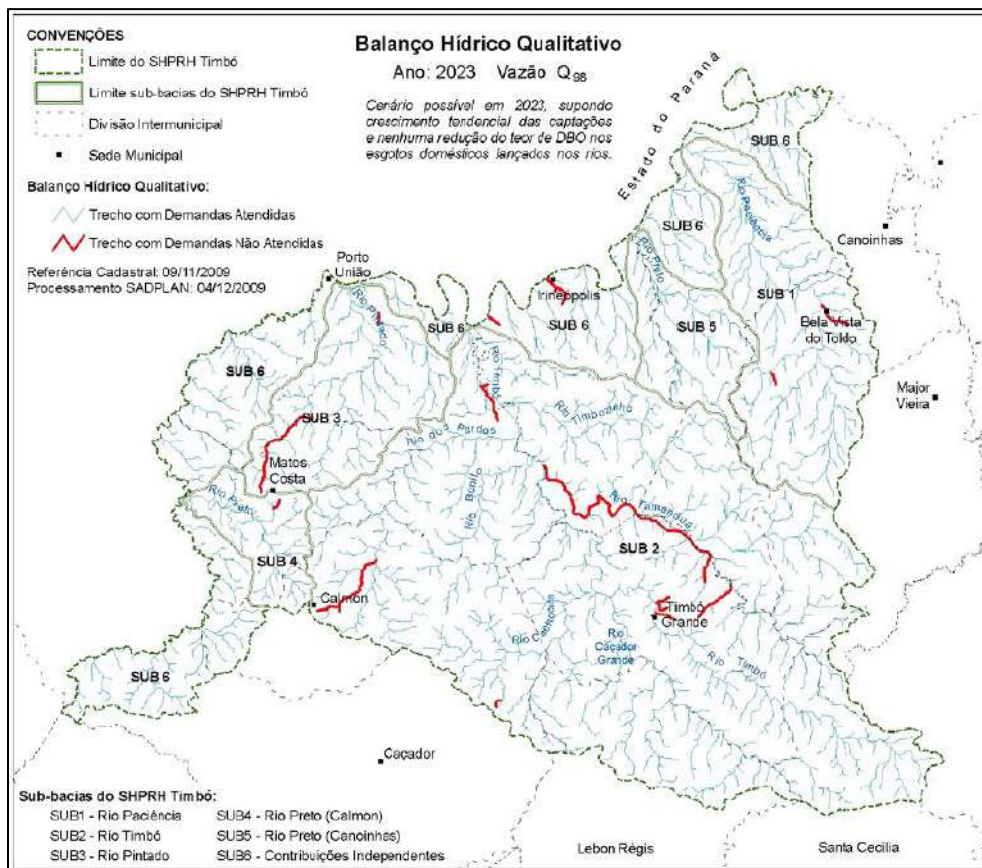 CONVENÇÕES
Limite do SHPRH Timbó
Limite sub-bacias do SHPRH Timbó
Divisão Intermunicipal
Sede Municipal
Balanço Hídrico Qualitativo:
Trecho com Demandas Atendidas
Trecho com Demandas Não Atendidas
Referência Cadastral: 09/11/2009
Processamento SADPLAN: 04/12/2009
Balanço Hídrico Qualitativo
Ano: 2023 Vazão Q98
Cenário possível em 2023, supondo
crescimento tendencial das captações
e nenhuma redução do teor de DBO nos
esgotos domésticos lançados nos rios.
Estado do Paraná
SUB 6
Rio Paciência
SUB 6
Canoinhas
Rio Preto
Porto
União
Irineópolis
SUB 1
Rio Pintado
SUB 6
SUB 6
SUB 5
Bela Vista
do Toldo
Rio Timbó
SUB 6
Major
Vieira
SUB 3
Rio Timbozinho
Rio dos Pardos
Matos
Costa
Rio Bonito
Rio Preto
Rio Tamanduá
SUB 2
SUB 4
Calmon
Timbó
Grande
Rio Cachoeira
Rio
Caçador
Grande
Rio Timbó
SUB 6
Caçador
Sub-bacias do SHPRH Timbó:
SUB1 - Rio Paciência
SUB2 - Rio Timbó
SUB3 - Rio Pintado
SUB4 - Rio Preto (Calmon)
SUB5 - Rio Preto (Canoinhas)
SUB6 - Contribuições Independentes
Lebon Régis
Santa Cecília